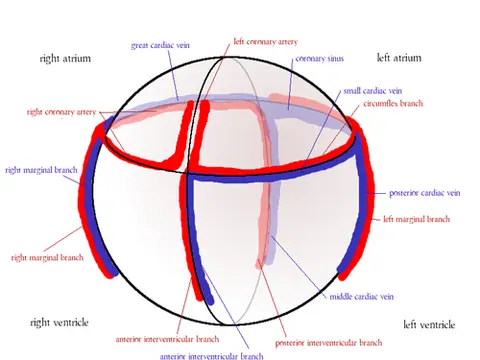 left coronary artery
great cardiac vein
right atrium
coronary sinus
left atrium
small cardiac vein
circumflex branch
right coronary artery
right marginal branch
posterior cardiac vein
left marginal branch
right marginal branch
middle cardiac vein
right ventricle
left ventricle
anterior interventricular branch
posterior interventricular branch
anterior interventricular branch